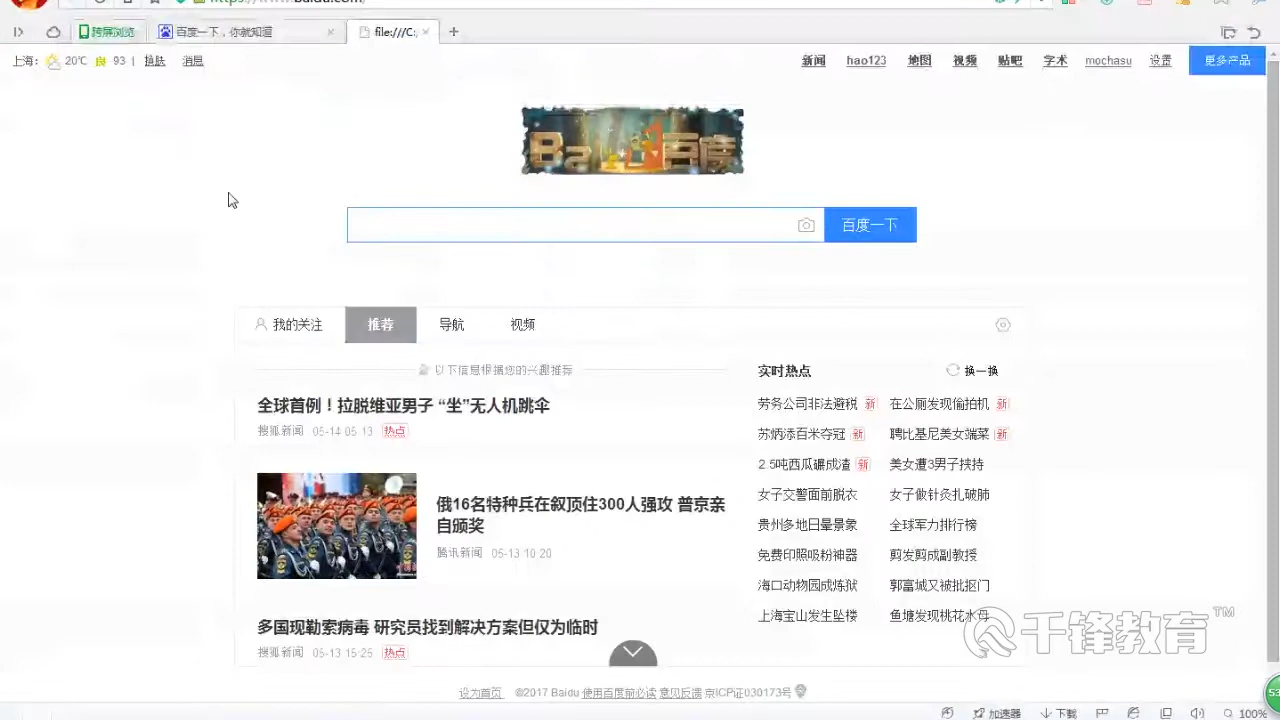 https://www.baidu.com/
跨屏浏览 百度一下，你就知道 × file:///C: × +
上海： 20℃ 良 93 | 换肤 消息 新闻 hao123 地图 视频 贴吧 学术 mochasu 设置 更多产品
Bai 百度
百度一下
我的关注 推荐 导航 视频
以下信息根据您的兴趣推荐 实时热点 换一换
全球首例！拉脱维亚男子 “坐”无人机跳伞
搜狐新闻 05-14 05 13 热点
俄16名特种兵在叙顶住300人强攻 普京亲
自颁奖
腾讯新闻 05-13 10 20
多国现勒索病毒 研究员找到解决方案但仅为临时
搜狐新闻 05-13 15-25 热点
劳务公司非法避税 新 在公厕发现偷拍机 新
苏炳添百米夺冠 新 聘比基尼美女端菜 新
2.5吨西瓜碾成渣 新 美女遭3男子挟持
女子交警面前脱衣 女子做针灸扎破肺
贵州多地日晕景象 全球军力排行榜
免费印照吸粉神器 剪发剪成副教授
海口动物园成炼狱 郭富城又被批抠门
上海宝山发生坠楼 鱼塘发现桃花水母
千锋教育™
设为首页 ©2017 Baidu 使用百度前必读 意见反馈 京ICP证030173号
加速器 下载 100%
53